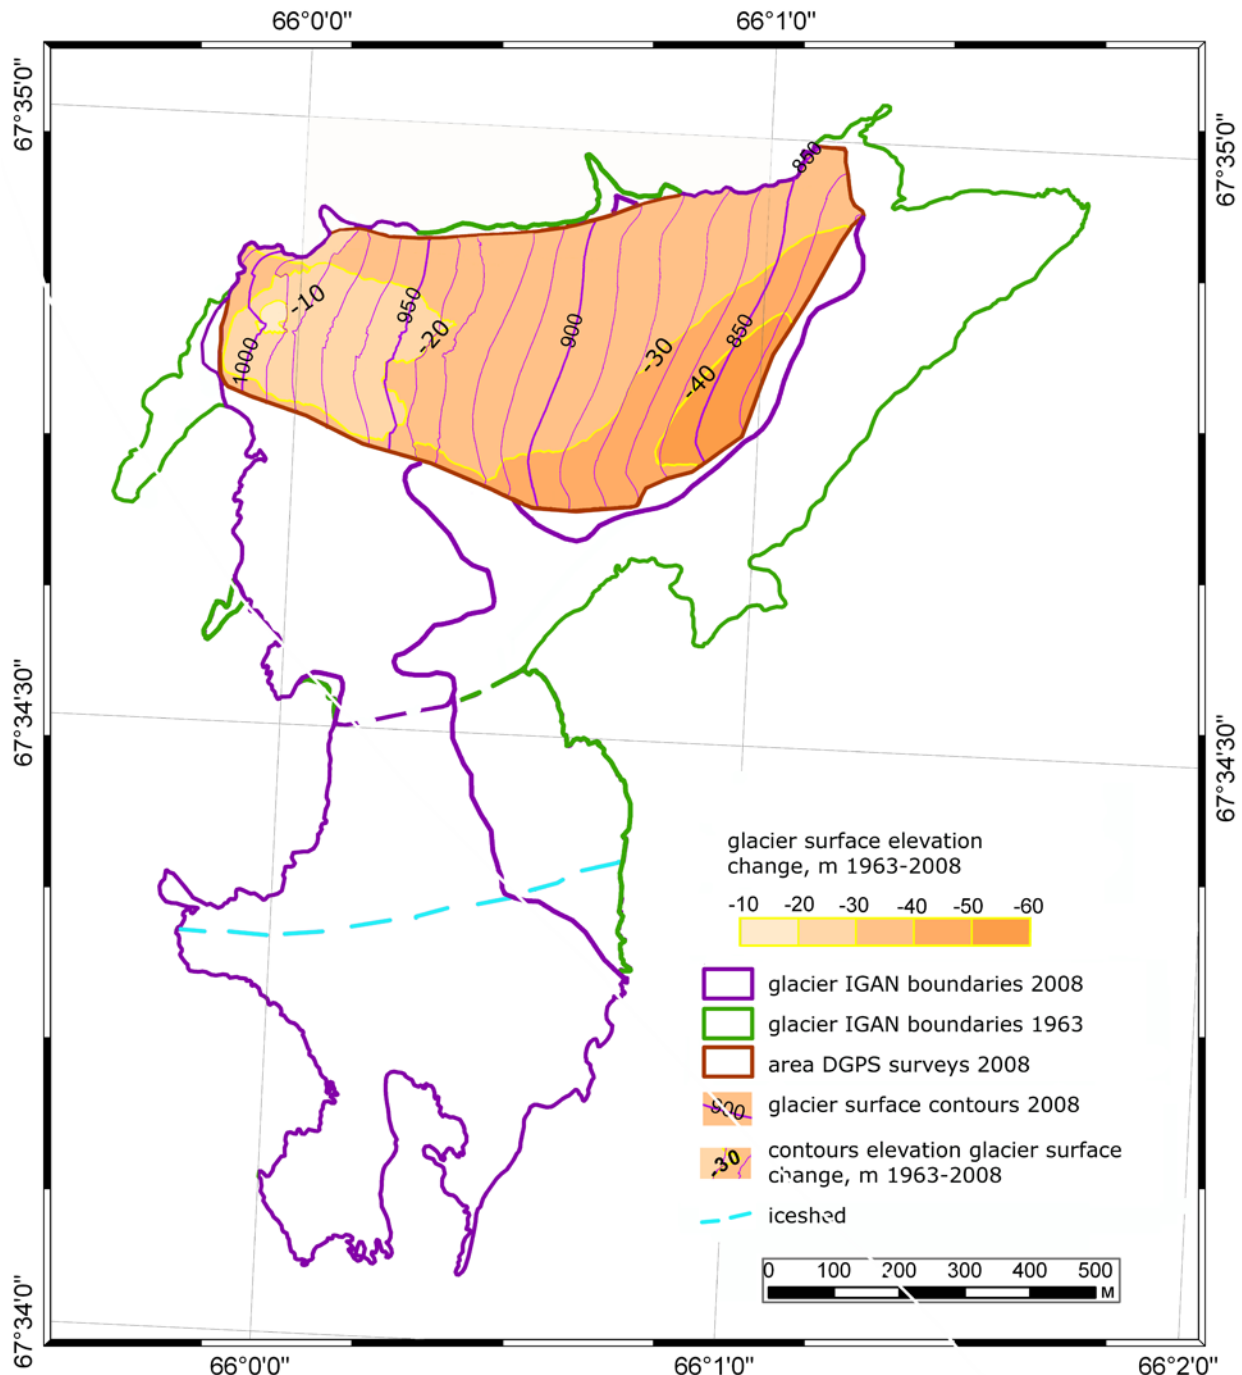 66°0'0" 66°1'0"
67°35'0"
67°35'0"
850
-10
950
-20
900
850
-30
1000
-40
67°34'30"
67°34'30"
glacier surface elevation
change, m 1963-2008
-10 -20 -30 -40 -50 -60
glacier IGAN boundaries 2008
glacier IGAN boundaries 1963
area DGPS surveys 2008
900 glacier surface contours 2008
-30 contours elevation glacier surface
change, m 1963-2008
iceshed
0 100 200 300 400 500
М
67°34'0"
66°0'0" 66°1'0" 66°2'0"